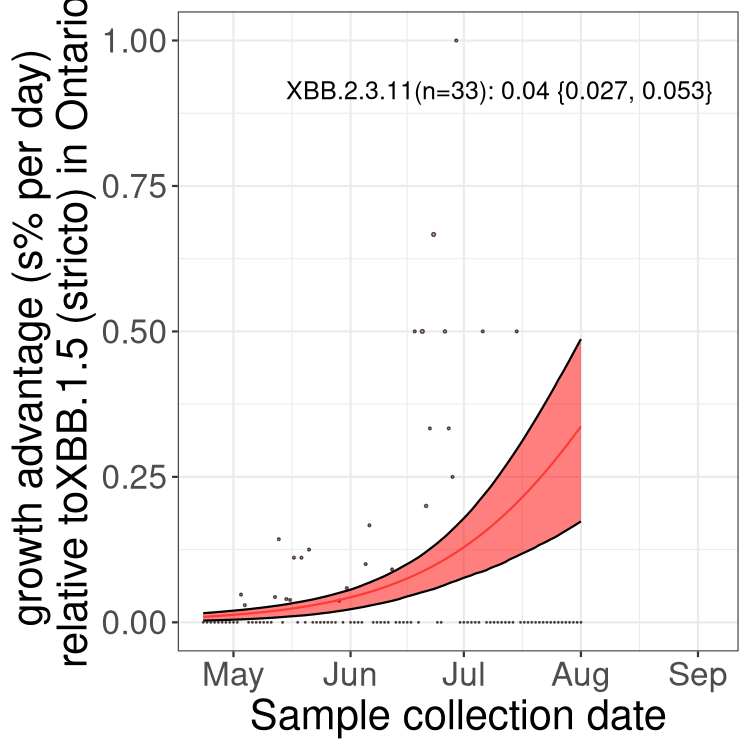 growth advantage (s% per day)
relative toXBB.1.5 (stricto) in Ontario
1.00
0.75
0.50
0.25
0.00
XBB.2.3.11(n=33): 0.04 {0.027, 0.053}
May Jun Jul Aug Sep
Sample collection date